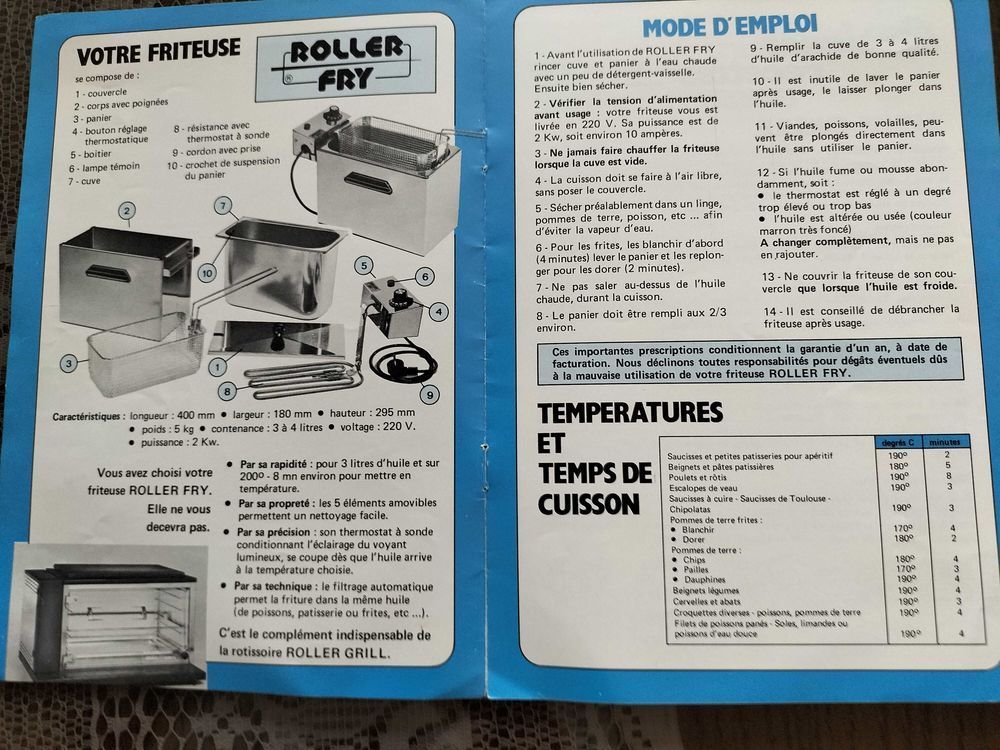 VOTRE FRITEUSE
ROLLER
® FRY
se compose de :
1 - couvercle
2 - corps avec poignées
3 - panier
4 - bouton réglage
thermostatique
5 - boitier
6 - lampe témoin
7 - cuve
8 - résistance avec
thermostat à sonde
9 - cordon avec prise
10 - crochet de suspension
du panier
2
7
10
5
6
4
3
1
8
9
Caractéristiques : longueur : 400 mm ● largeur : 180 mm ● hauteur : 295 mm
● poids : 5 kg ● contenance : 3 à 4 litres ● voltage : 220 V.
● puissance : 2 Kw.
Vous avez choisi votre
friteuse ROLLER FRY.
Elle ne vous
decevra pas.
● Par sa rapidité : pour 3 litres d'huile et sur
200º - 8 mn environ pour mettre en
température.
● Par sa propreté : les 5 éléments amovibles
permettent un nettoyage facile.
● Par sa précision : son thermostat à sonde
conditionnant l'éclairage du voyant
lumineux, se coupe dès que l'huile arrive
à la température choisie.
● Par sa technique : le filtrage automatique
permet la friture dans la même huile
(de poissons, patisserie ou frites, etc ...).
C'est le complément indispensable de
la rotissoire ROLLER GRILL.
MODE D'EMPLOI
1 - Avant l'utilisation de ROLLER FRY
rincer cuve et panier à l'eau chaude
avec un peu de détergent-vaisselle.
Ensuite bien sécher.
2 - Vérifier la tension d'alimentation
avant usage : votre friteuse vous est
livrée en 220 V. Sa puissance est de
2 Kw, soit environ 10 ampères.
3 - Ne jamais faire chauffer la friteuse
lorsque la cuve est vide.
4 - La cuisson doit se faire à l'air libre,
sans poser le couvercle.
5 - Sécher préalablement dans un linge,
pommes de terre, poisson, etc ... afin
d'éviter la vapeur d'eau.
6 - Pour les frites, les blanchir d'abord
(4 minutes) lever le panier et les replon-
ger pour les dorer (2 minutes).
7 - Ne pas saler au-dessus de l'huile
chaude, durant la cuisson.
8 - Le panier doit être rempli aux 2/3
environ.
9 - Remplir la cuve de 3 à 4 litres
d'huile d'arachide de bonne qualité.
10 - Il est inutile de laver le panier
après usage, le laisser plonger dans
l'huile.
11 - Viandes, poissons, volailles, peu-
vent être plongés directement dans
l'huile sans utiliser le panier.
12 - Si l'huile fume ou mousse abon-
damment, soit :
● le thermostat est réglé à un degré
trop élevé ou trop bas
● l'huile est altérée ou usée (couleur
marron très foncé)
A changer complètement, mais ne pas
en rajouter.
13 - Ne couvrir la friteuse de son cou-
vercle que lorsque l'huile est froide.
14 - Il est conseillé de débrancher la
friteuse après usage.
Ces importantes prescriptions conditionnent la garantie d'un an, à date de
facturation. Nous déclinons toutes responsabilités pour dégâts éventuels dûs
à la mauvaise utilisation de votre friteuse ROLLER FRY.
TEMPERATURES
ET
TEMPS DE
CUISSON
degrés C minutes
Saucisses et petites patisseries pour apéritif 190º 2
Beignets et pâtes patissières 180º 5
Poulets et rôtis 190º 8
Escalopes de veau 190º 3
Saucisses à cuire - Saucisses de Toulouse -
Chipolatas 190º 3
Pommes de terre frites :
● Blanchir 170º 4
● Dorer 180º 2
Pommes de terre :
● Chips 180º 4
● Pailles 170º 3
● Dauphines 190º 4
Beignets légumes 190º 4
Cervelles et abats 190º 3
Croquettes diverses - poissons, pommes de terre 190º 4
Filets de poissons panés - Soles, limandes ou
poissons d'eau douce 190º 4